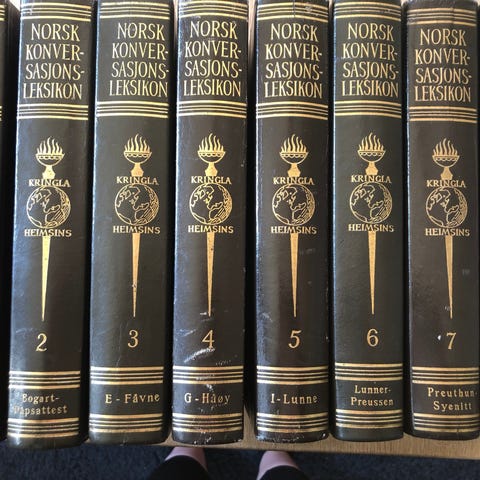 NORSK
KONVER-
SASJONS-
LEKSIKON
KRINGLA
HEIMSINS
2
Bogart-
Dåpsattest
NORSK
KONVER-
SASJONS-
LEKSIKON
KRINGLA
HEIMSINS
3
E - Fåvne
NORSK
KONVER-
SASJONS-
LEKSIKON
KRINGLA
HEIMSINS
4
G - Håøy
NORSK
KONVER-
SASJONS-
LEKSIKON
KRINGLA
HEIMSINS
5
I - Lunne
NORSK
KONVER-
SASJONS-
LEKSIKON
KRINGLA
HEIMSINS
6
Lunner-
Preussen
NORSK
KONVER-
SASJONS-
LEKSIKON
KRINGLA
HEIMSINS
7
Preuthun-
Syenitt